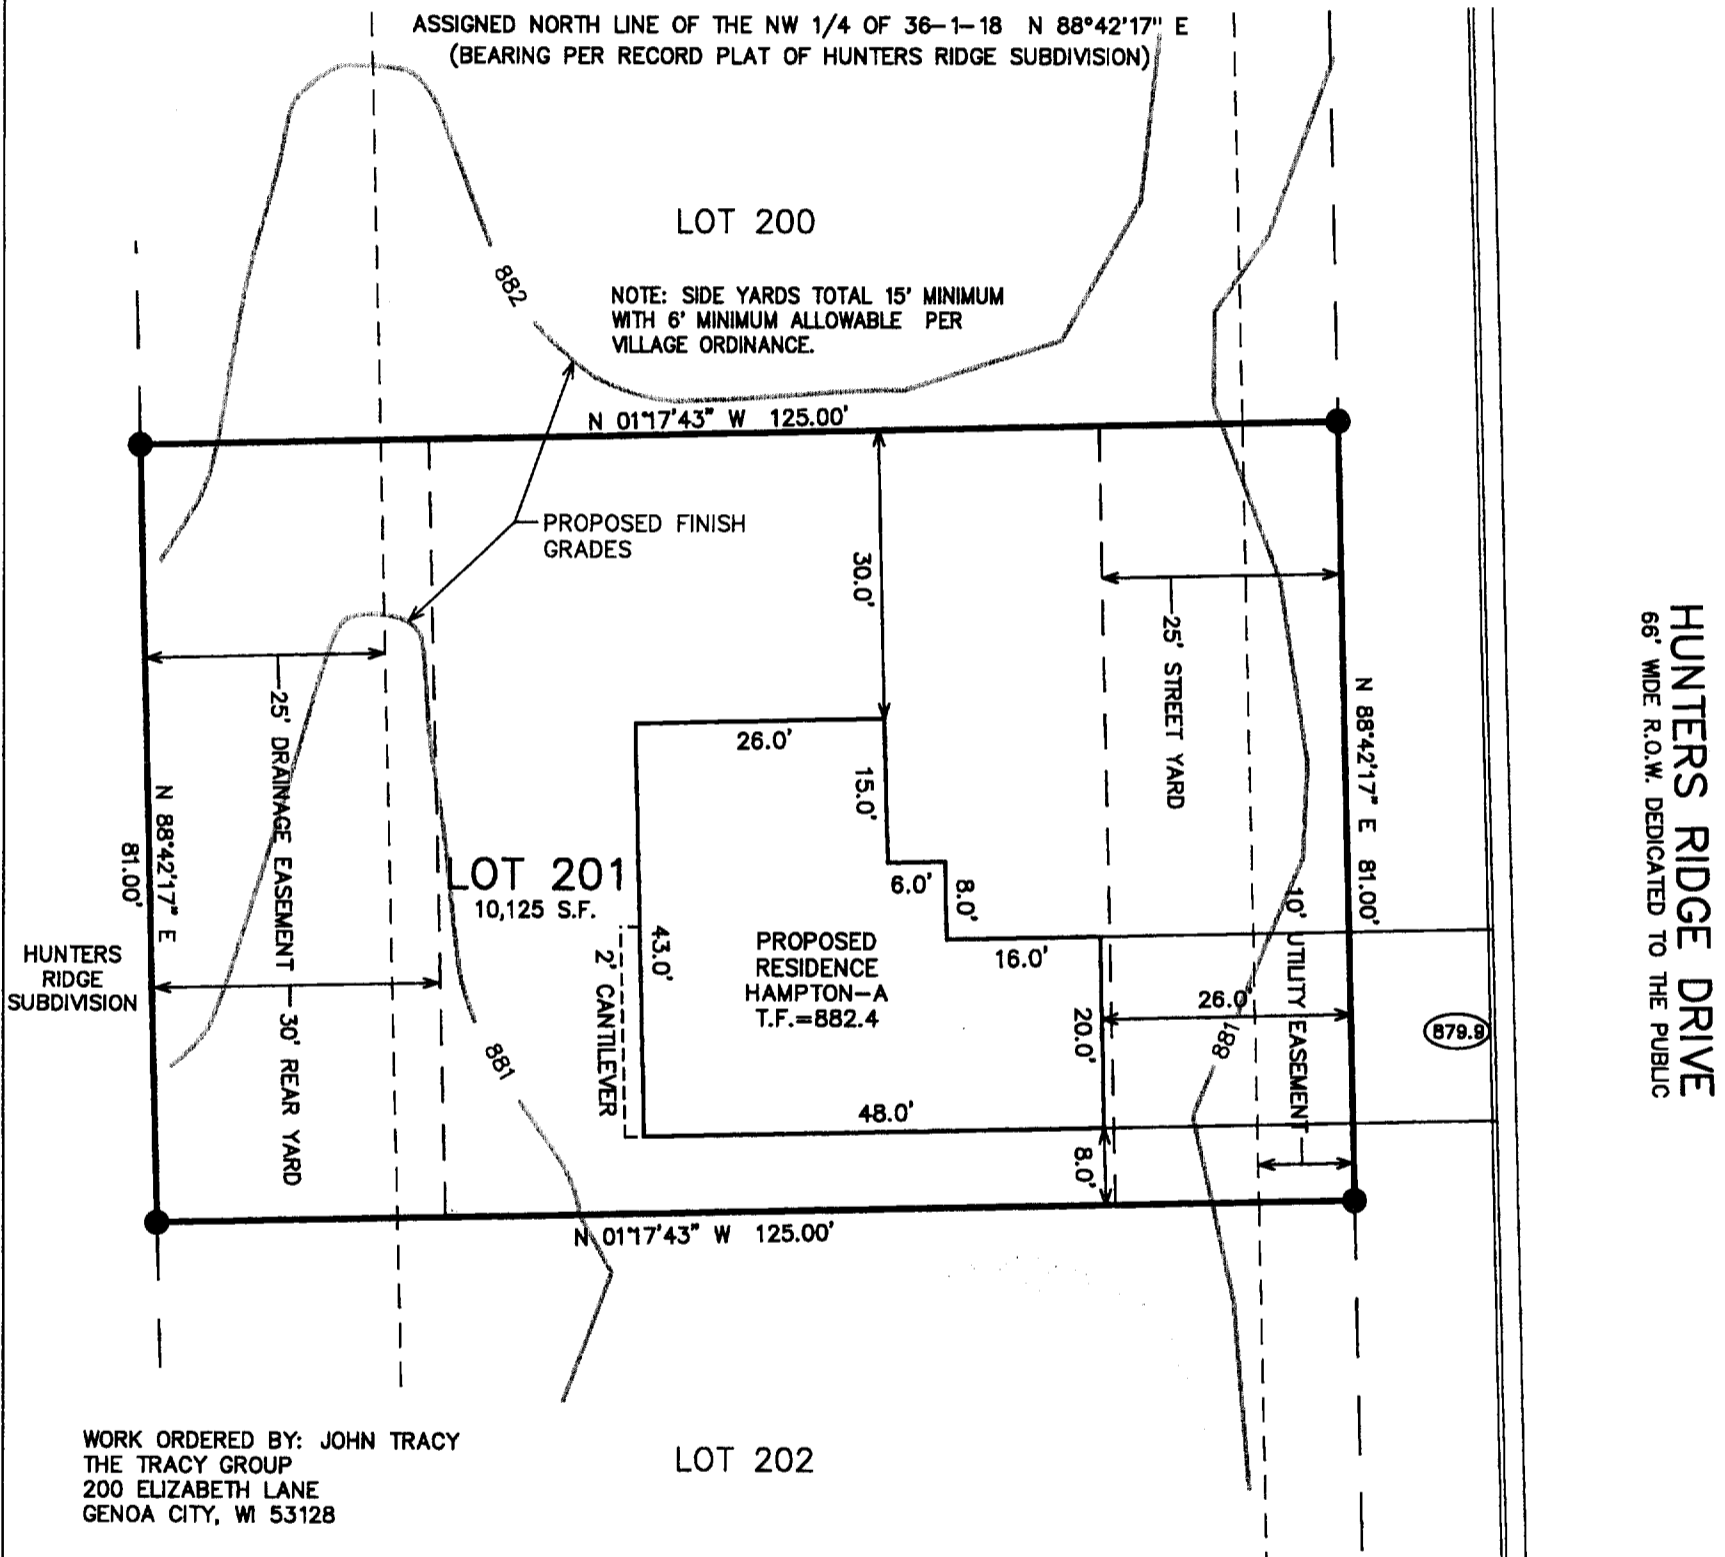 ASSIGNED NORTH LINE OF THE NW 1/4 OF 36-1-18 N 88°42'17" E
(BEARING PER RECORD PLAT OF HUNTERS RIDGE SUBDIVISION)
LOT 200
882
NOTE: SIDE YARDS TOTAL 15' MINIMUM
WITH 6' MINIMUM ALLOWABLE PER
VILLAGE ORDINANCE.
N 01°17'43" W 125.00'
PROPOSED FINISH
GRADES
30.0'
25' STREET YARD
HUNTERS RIDGE DRIVE
66' WIDE R.O.W. DEDICATED TO THE PUBLIC
N 88°42'17" E 81.00'
25' DRAINAGE EASEMENT
26.0'
15.0'
N 88°42'17" E
81.00'
LOT 201
10,125 S.F.
6.0'
8.0'
10' UTILITY EASEMENT
HUNTERS
RIDGE
SUBDIVISION
43.0'
2' CANTILEVER
PROPOSED
RESIDENCE
HAMPTON-A
T.F.=882.4
16.0'
26.0'
20.0'
879.9
30' REAR YARD
881
881
48.0'
8.0'
N 01°17'43" W 125.00'
WORK ORDERED BY: JOHN TRACY
THE TRACY GROUP
200 ELIZABETH LANE
GENOA CITY, WI 53128
LOT 202